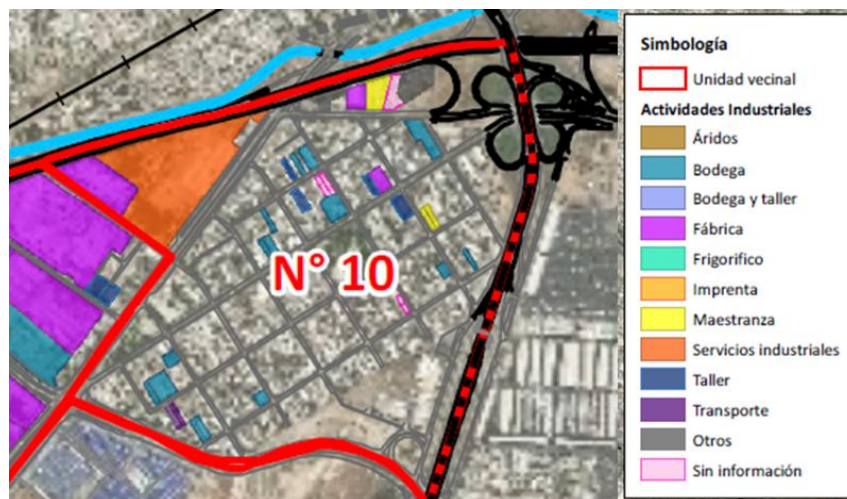 N° 10
Simbología
Unidad vecinal
Actividades Industriales
Áridos
Bodega
Bodega y taller
Fábrica
Frigorifico
Imprenta
Maestranza
Servicios industriales
Taller
Transporte
Otros
Sin información